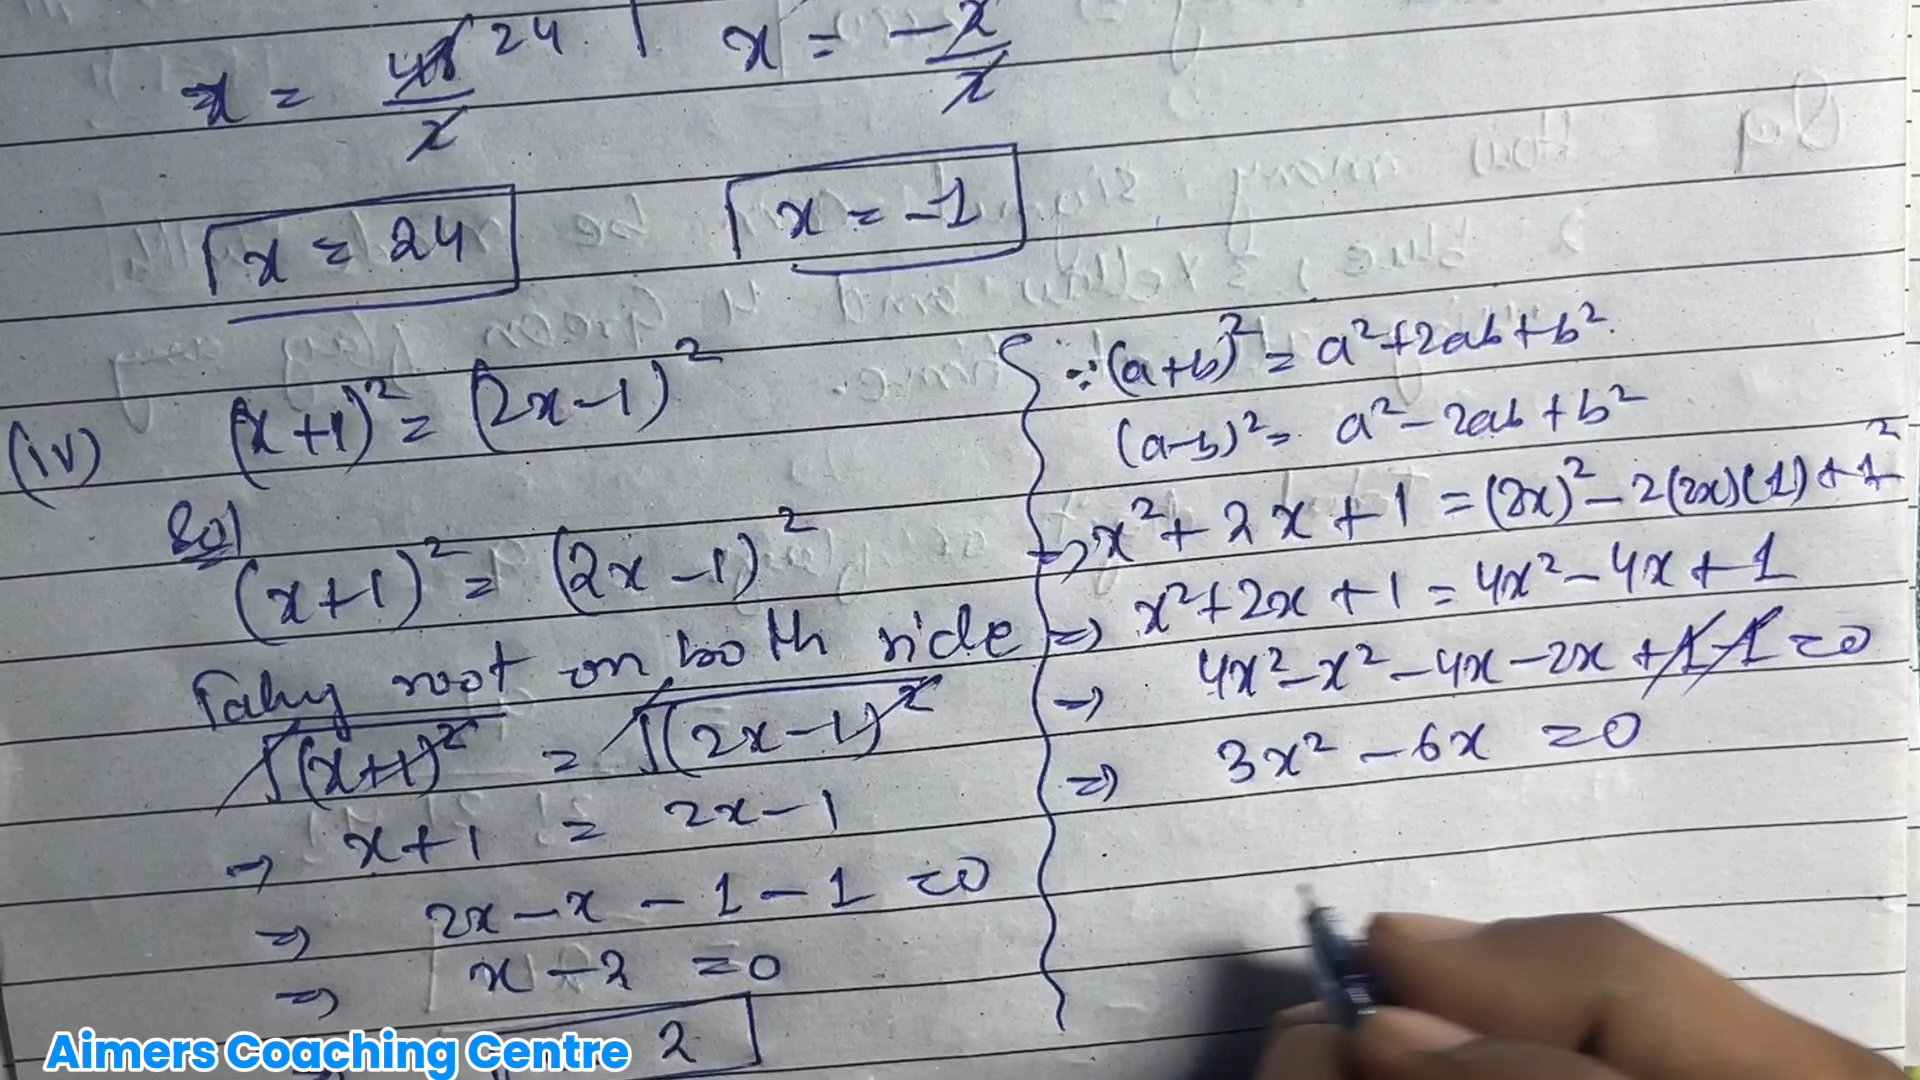 x = 48 24 / 2 | x = -2/2
x = 24
x = -1
(iv) (x+1)² = (2x-1)²
Sol
(x+1)² = (2x-1)²
Taking root on both side
√(x+1)² = √(2x-1)²
→ x+1 = 2x-1
⇒ 2x-x-1-1 =0
⇒ x-2 =0
2
∵(a+b)² = a²+2ab+b²
(a-b)² = a²-2ab+b²
⇒ x²+2x+1 = (2x)²-2(2x)(1)+1²
⇒ x²+2x+1 = 4x²-4x+1
⇒ 4x²-x²-4x-2x+1-1 =0
⇒ 3x²-6x =0
Aimers Coaching Centre